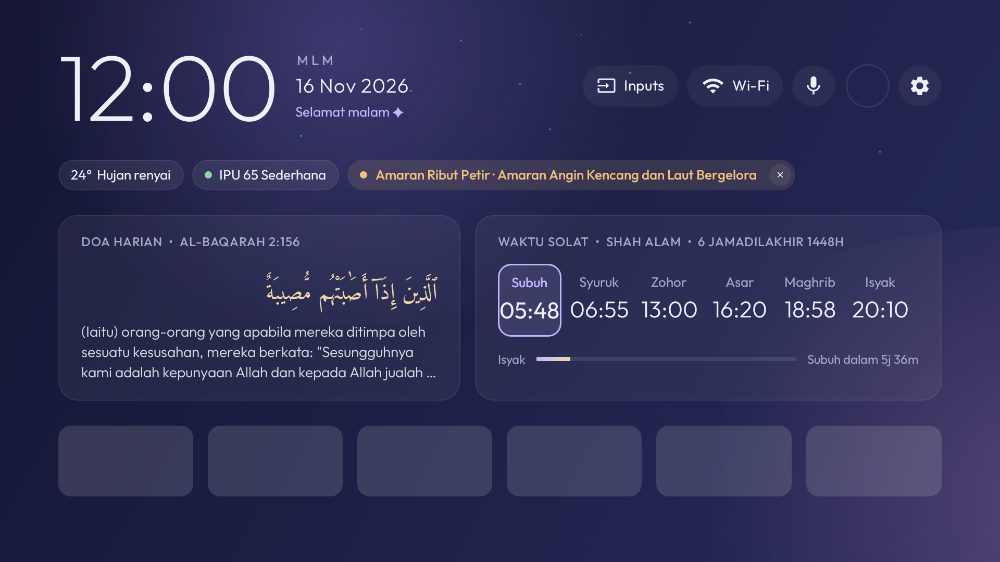 12:00
MLM
16 Nov 2026
Selamat malam
Inputs
Wi-Fi
24° Hujan renyai
IPU 65 Sederhana
Amaran Ribut Petir · Amaran Angin Kencang dan Laut Bergelora
DOA HARIAN • AL-BAQARAH 2:156
ٱلَّذِينَ إِذَآ أَصَٰبَتْهُم مُّصِيبَةٌ
(Iaitu) orang-orang yang apabila mereka ditimpa oleh
sesuatu kesusahan, mereka berkata: "Sesungguhnya
kami adalah kepunyaan Allah dan kepada Allah jualah ...
WAKTU SOLAT • SHAH ALAM • 6 JAMADILAKHIR 1448H
Subuh Syuruk Zohor Asar Maghrib Isyak
05:48 06:55 13:00 16:20 18:58 20:10
Isyak Subuh dalam 5j 36m